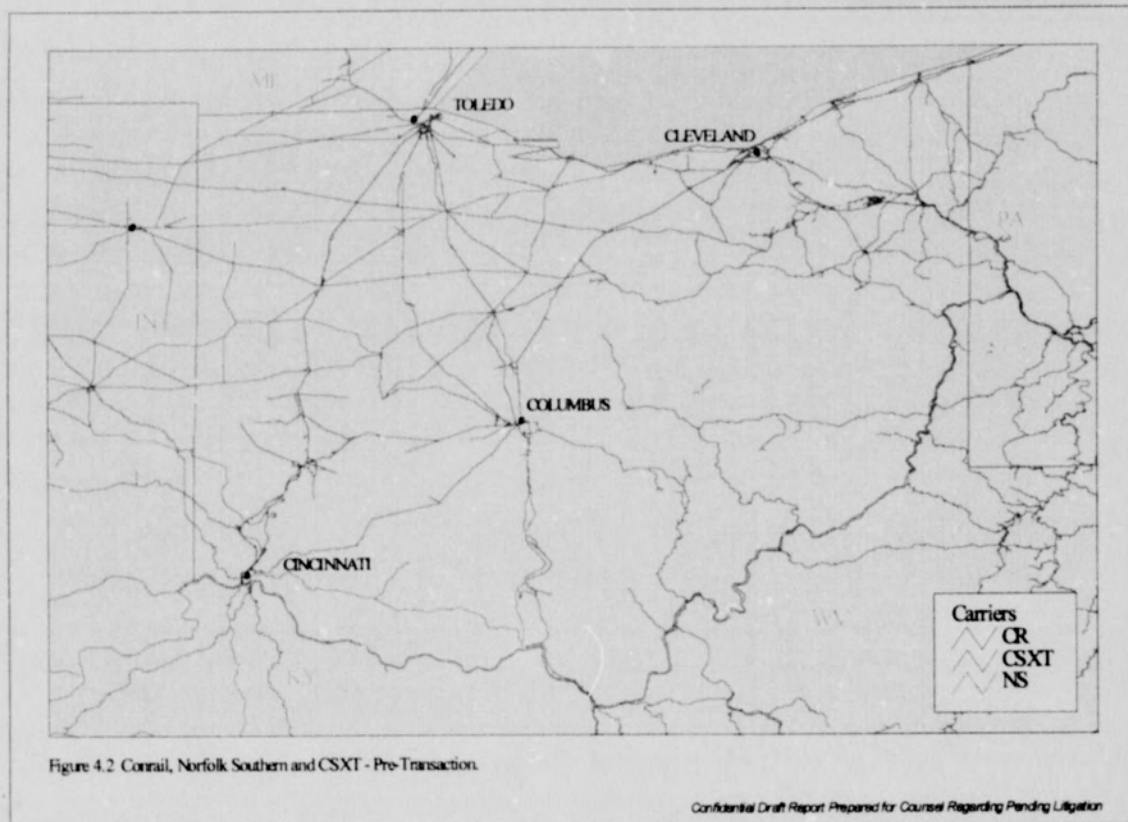 MI
TOLEDO
CLEVELAND
PA
IN
COLUMBUS
CINCINNATI
WV
KY
Carriers
CR
CSXT
NS
Figure 4.2 Conrail, Norfolk Southern and CSXT - Pre-Transaction.
Confidential Draft Report Prepared for Counsel Regarding Pending Litigation